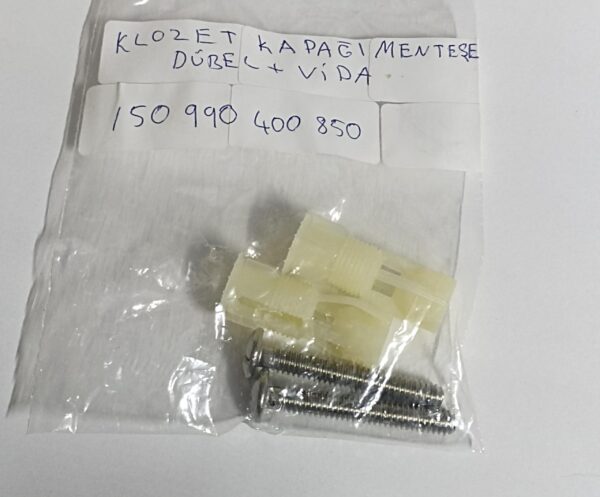 KLOZET KAPAĞI MENTEŞE
DÜBEL + VİDA
150 990 400 850